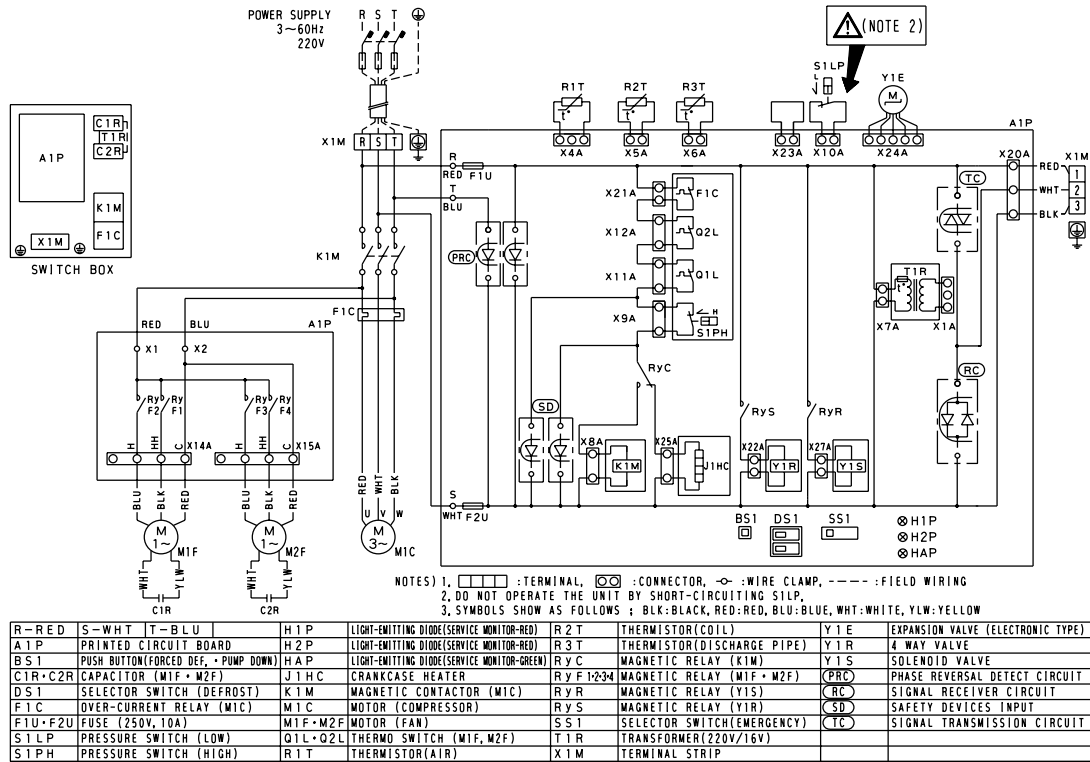 POWER SUPPLY
3~60Hz
220V
R S T
(NOTE 2)
S1LP
L
Y1E
M
R1T
R2T
R3T
t°
t°
t°
X4A
X5A
X6A
X23A
X10A
X24A
A1P
X1M
R S T
A1P
C1R
T1R
C2R
K1M
F1C
X1M
SWITCH BOX
R
RED
F1U
T
BLU
X20A
RED
WHT
BLK
X1M
1
2
3
TC
X21A
F1C
X12A
Q2L
X11A
Q1L
X9A
H
S1PH
PRC
K1M
F1C
T1R
t°
X7A
X1A
RC
RED
BLU
A1P
X1
X2
Ry F2
Ry F1
Ry F3
Ry F4
H
HH
C
X14A
H
HH
C
X15A
BLU
BLK
RED
BLU
BLK
RED
M
1~
M1F
M
1~
M2F
WHT
YLW
WHT
YLW
C1R
C2R
RED
WHT
BLK
U V W
M
3~
M1C
RyC
RyS
RyR
SD
X8A
K1M
X25A
J1HC
X22A
Y1R
X27A
Y1S
S
WHT
F2U
BS1
DS1
SS1
H1P
H2P
HAP
NOTES) 1, :TERMINAL, :CONNECTOR, :WIRE CLAMP, ---- :FIELD WIRING
2, DO NOT OPERATE THE UNIT BY SHORT-CIRCUITING S1LP,
3, SYMBOLS SHOW AS FOLLOWS ; BLK:BLACK, RED:RED, BLU:BLUE, WHT:WHITE, YLW:YELLOW
R-RED S-WHT T-BLU H1P LIGHT-EMITTING DIODE(SERVICE MONITOR-RED) R2T THERMISTOR(COIL) Y1E EXPANSION VALVE (ELECTRONIC TYPE)
A1P PRINTED CIRCUIT BOARD H2P LIGHT-EMITTING DIODE(SERVICE MONITOR-RED) R3T THERMISTOR(DISCHARGE PIPE) Y1R 4 WAY VALVE
BS1 PUSH BUTTON(FORCED DEF, · PUMP DOWN) HAP LIGHT-EMITTING DIODE(SERVICE MONITOR-GREEN) RyC MAGNETIC RELAY (K1M) Y1S SOLENOID VALVE
C1R·C2R CAPACITOR (M1F · M2F) J1HC CRANKCASE HEATER RyF1·2·3·4 MAGNETIC RELAY (M1F · M2F) PRC PHASE REVERSAL DETECT CIRCUIT
DS1 SELECTOR SWITCH (DEFROST) K1M MAGNETIC CONTACTOR (M1C) RyR MAGNETIC RELAY (Y1S) RC SIGNAL RECEIVER CIRCUIT
F1C OVER-CURRENT RELAY (M1C) M1C MOTOR (COMPRESSOR) RyS MAGNETIC RELAY (Y1R) SD SAFETY DEVICES INPUT
F1U·F2U FUSE (250V, 10A) M1F·M2F MOTOR (FAN) SS1 SELECTOR SWITCH(EMERGENCY) TC SIGNAL TRANSMISSION CIRCUIT
S1LP PRESSURE SWITCH (LOW) Q1L·Q2L THERMO SWITCH (M1F, M2F) T1R TRANSFORMER(220V/16V)
S1PH PRESSURE SWITCH (HIGH) R1T THERMISTOR(AIR) X1M TERMINAL STRIP